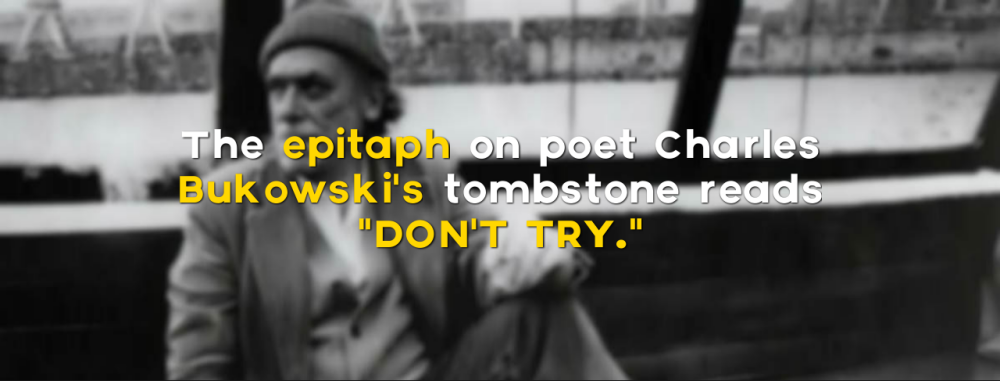 The epitaph on poet Charles
Bukowski's tombstone reads
"DON'T TRY."